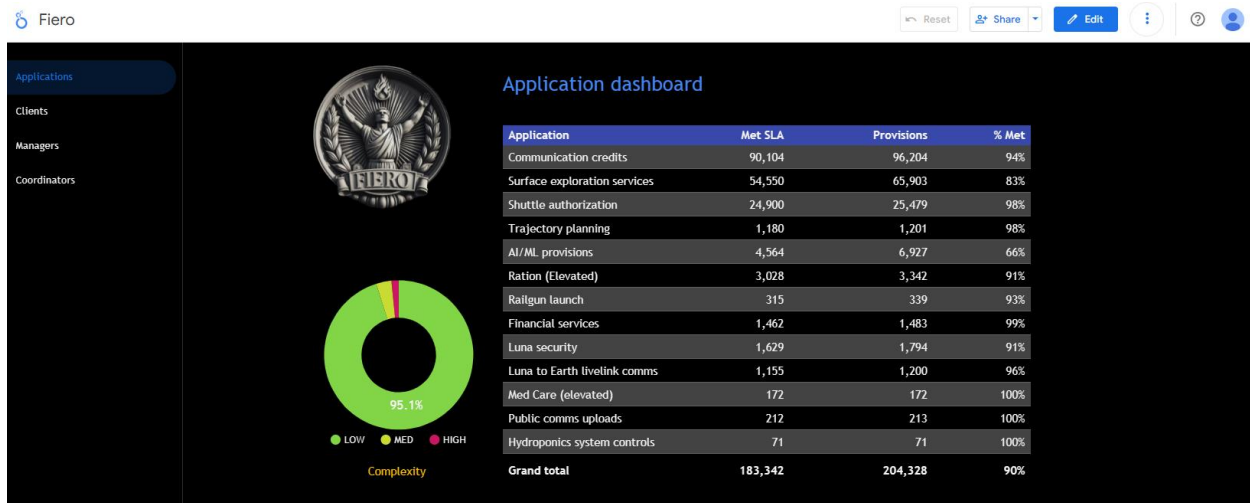 Fiero
Reset
Share
Edit
Applications
Clients
Managers
Coordinators
FIERO
95.1%
LOW MED HIGH
Complexity
Application dashboard
Application Met SLA Provisions % Met
Communication credits 90,104 96,204 94%
Surface exploration services 54,550 65,903 83%
Shuttle authorization 24,900 25,479 98%
Trajectory planning 1,180 1,201 98%
AI/ML provisions 4,564 6,927 66%
Ration (Elevated) 3,028 3,342 91%
Railgun launch 315 339 93%
Financial services 1,462 1,483 99%
Luna security 1,629 1,794 91%
Luna to Earth livelink comms 1,155 1,200 96%
Med Care (elevated) 172 172 100%
Public comms uploads 212 213 100%
Hydroponics system controls 71 71 100%
Grand total 183,342 204,328 90%